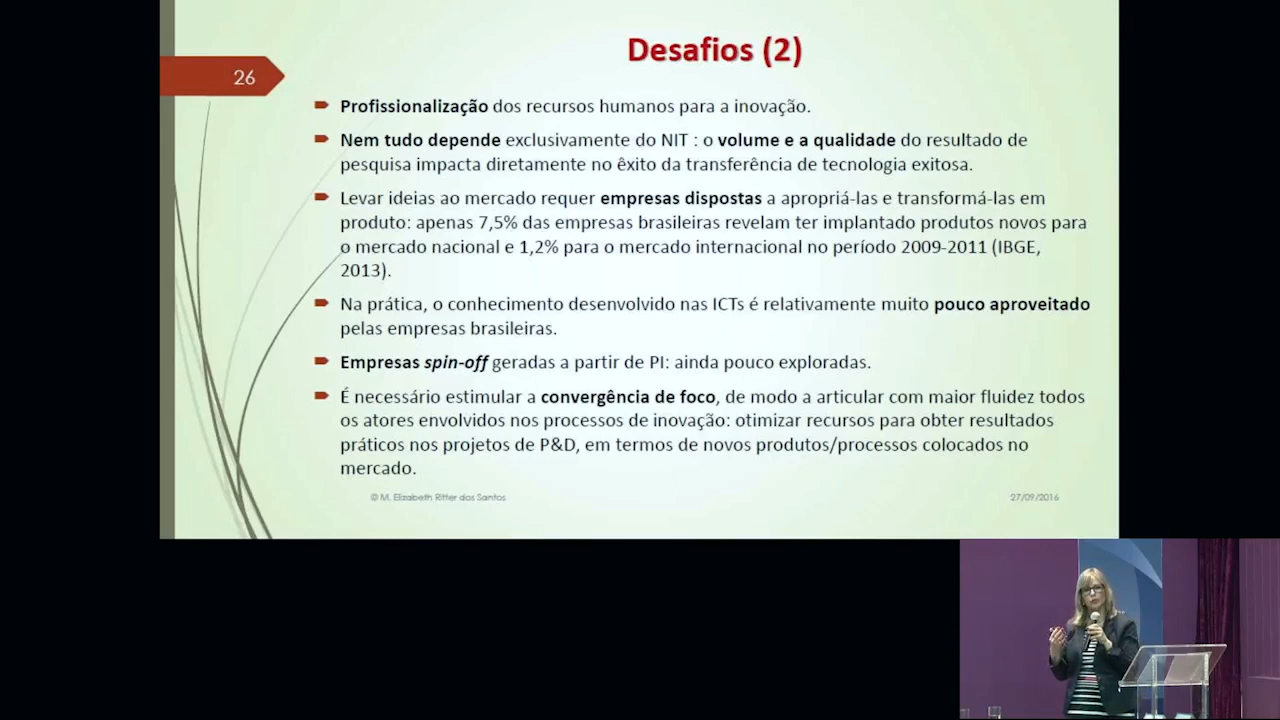 Desafios (2)
26
Profissionalização dos recursos humanos para a inovação.
Nem tudo depende exclusivamente do NIT : o volume e a qualidade do resultado de
pesquisa impacta diretamente no êxito da transferência de tecnologia exitosa.
Levar ideias ao mercado requer empresas dispostas a apropriá-las e transformá-las em
produto: apenas 7,5% das empresas brasileiras revelam ter implantado produtos novos para
o mercado nacional e 1,2% para o mercado internacional no período 2009-2011 (IBGE,
2013).
Na prática, o conhecimento desenvolvido nas ICTs é relativamente muito pouco aproveitado
pelas empresas brasileiras.
Empresas spin-off geradas a partir de PI: ainda pouco exploradas.
É necessário estimular a convergência de foco, de modo a articular com maior fluidez todos
os atores envolvidos nos processos de inovação: otimizar recursos para obter resultados
práticos nos projetos de P&D, em termos de novos produtos/processos colocados no
mercado.
© M. Elizabeth Ritter dos Santos
27/09/2016